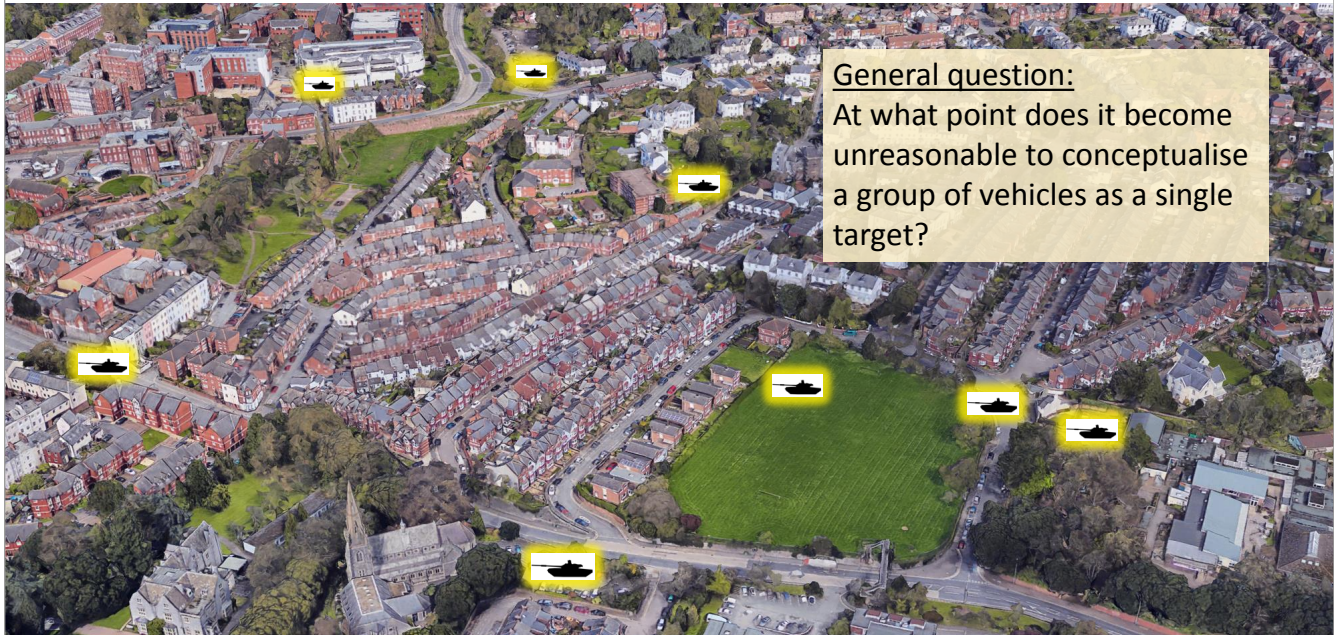 General question:
At what point does it become
unreasonable to conceptualise
a group of vehicles as a single
target?